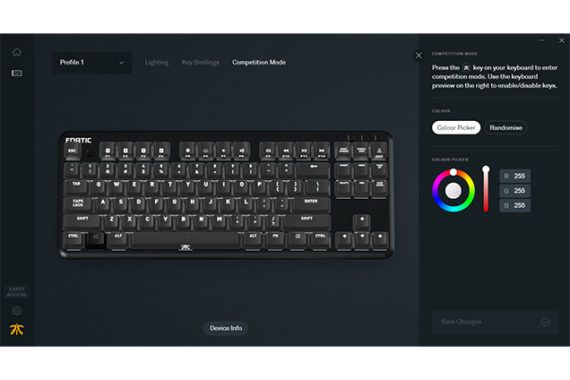 COMPETITION MODE
Profile 1
Lighting
Key Bindings
Competition Mode
Press the
key on your keyboard to enter
competition mode. Use the keyboard
preview on the right to enable/disable keys.
COLOUR
Colour Picker
Randomise
COLOUR PICKER
R 255
G 255
B 255
FNATIC
ESC
TAB
Q W E R T Y U I O P
CAPS
LOCK
A S D F G H J K L
ENTER
SHIFT
Z X C V B N M
SHIFT
CTRL
ALT
ALT
FN
CTRL
EARLY
ACCESS
Device Info
Save Changes